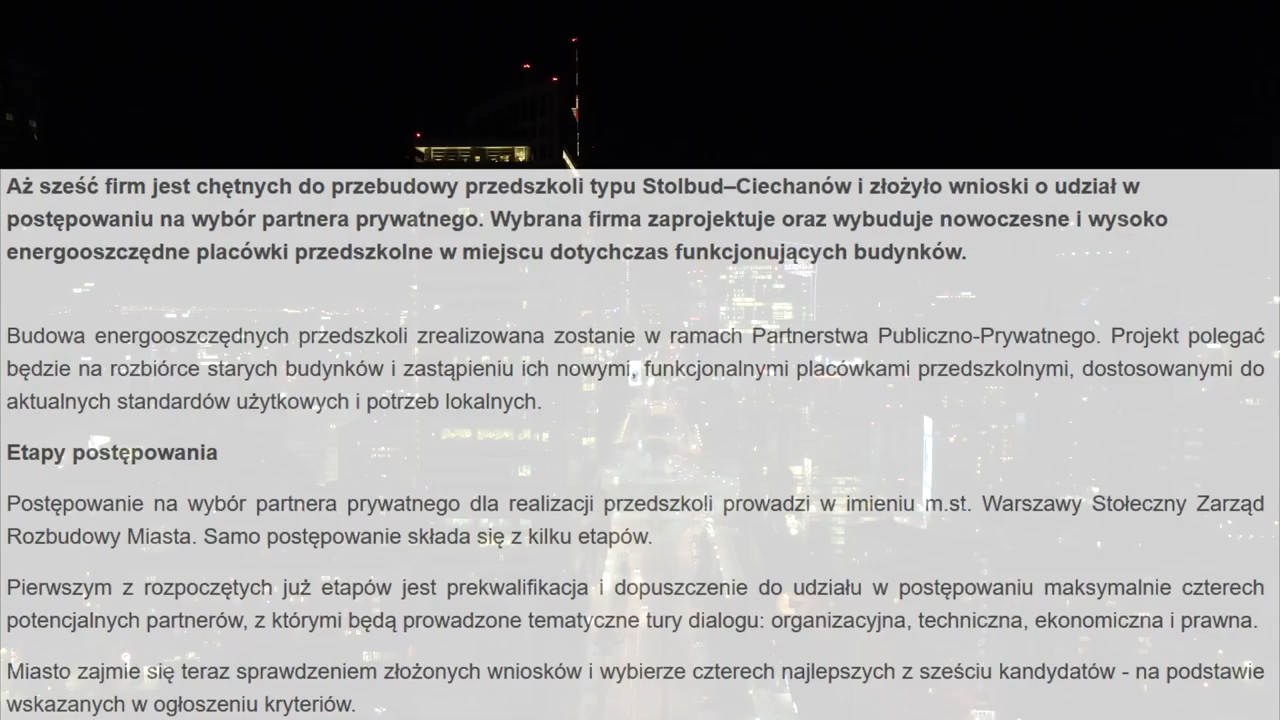 Aż sześć firm jest chętnych do przebudowy przedszkoli typu Stolbud–Ciechanów i złożyło wnioski o udział w
postępowaniu na wybór partnera prywatnego. Wybrana firma zaprojektuje oraz wybuduje nowoczesne i wysoko
energooszczędne placówki przedszkolne w miejscu dotychczas funkcjonujących budynków.
Budowa energooszczędnych przedszkoli zrealizowana zostanie w ramach Partnerstwa Publiczno-Prywatnego. Projekt polegać
będzie na rozbiórce starych budynków i zastąpieniu ich nowymi, funkcjonalnymi placówkami przedszkolnymi, dostosowanymi do
aktualnych standardów użytkowych i potrzeb lokalnych.
Etapy postępowania
Postępowanie na wybór partnera prywatnego dla realizacji przedszkoli prowadzi w imieniu m.st. Warszawy Stołeczny Zarząd
Rozbudowy Miasta. Samo postępowanie składa się z kilku etapów.
Pierwszym z rozpoczętych już etapów jest prekwalifikacja i dopuszczenie do udziału w postępowaniu maksymalnie czterech
potencjalnych partnerów, z którymi będą prowadzone tematyczne tury dialogu: organizacyjna, techniczna, ekonomiczna i prawna.
Miasto zajmie się teraz sprawdzeniem złożonych wniosków i wybierze czterech najlepszych z sześciu kandydatów - na podstawie
wskazanych w ogłoszeniu kryteriów.